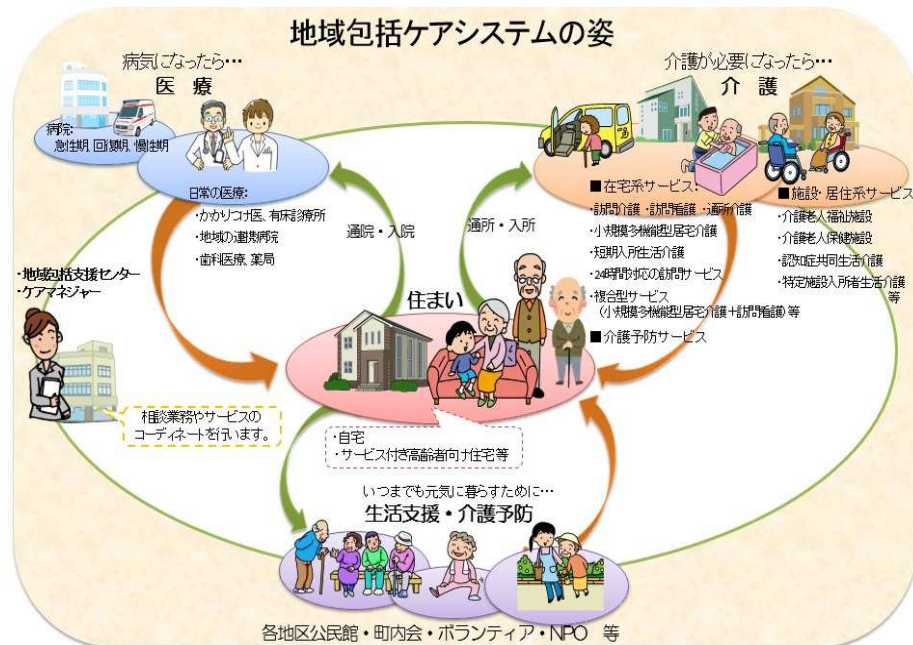 地域包括ケアシステムの姿
病気になったら…
医 療
病院:
急性期、回復期、慢性期
日常の医療:
・かかりつけ医、有床診療所
・地域の連携病院
・歯科医療、薬局
通院・入院
通所・入所
介護が必要になったら…
介 護
■在宅系サービス:
・訪問介護 ・訪問看護 ・通所介護
・小規模多機能型居宅介護
・短期入所生活介護
・24時間対応の訪問サービス
・複合型サービス
(小規模多機能型居宅介護+訪問看護)等
■介護予防サービス
■施設・居住系サービス
・介護老人福祉施設
・介護老人保健施設
・認知症共同生活介護
・特定施設入所者生活介護
等
・地域包括支援センター
・ケアマネジャー
相談業務やサービスの
コーディネートを行います。
住まい
・自宅
・サービス付き高齢者向け住宅等
いつまでも元気に暮らすために…
生活支援・介護予防
各地区公民館・町内会・ボランティア・NPO 等